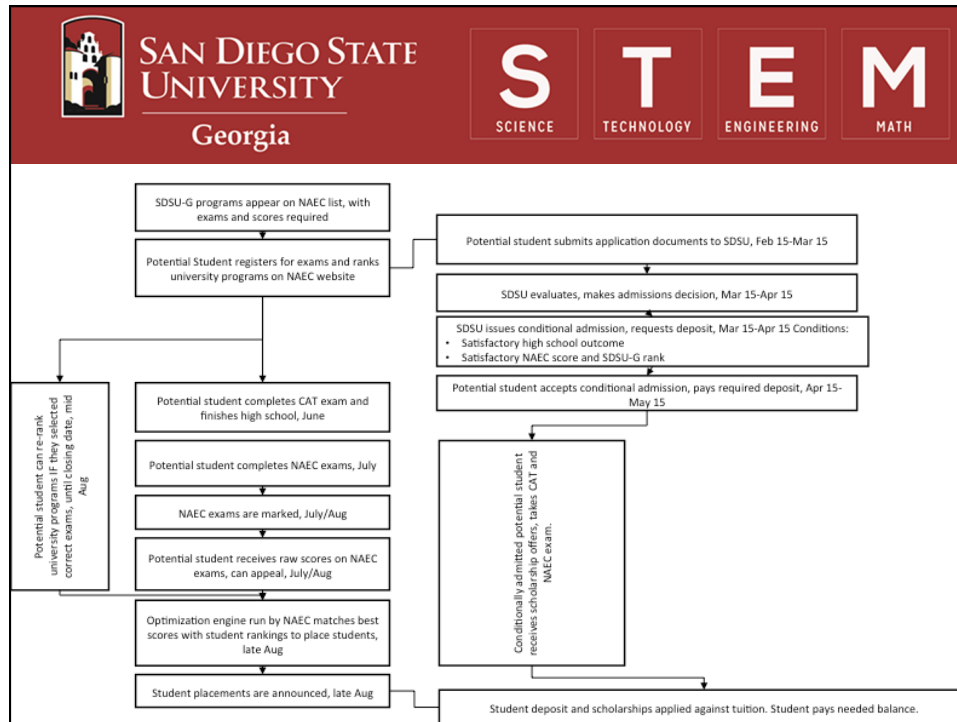 SAN DIEGO STATE
UNIVERSITY
Georgia
S
SCIENCE
T
TECHNOLOGY
E
ENGINEERING
M
MATH
SDSU-G programs appear on NAEC list, with
exams and scores required
Potential Student registers for exams and ranks
university programs on NAEC website
Potential student submits application documents to SDSU, Feb 15-Mar 15
SDSU evaluates, makes admissions decision, Mar 15-Apr 15
SDSU issues conditional admission, requests deposit, Mar 15-Apr 15 Conditions:
• Satisfactory high school outcome
• Satisfactory NAEC score and SDSU-G rank
Potential student accepts conditional admission, pays required deposit, Apr 15-
May 15
Potential student can re-rank
university programs IF they selected
correct exams, until closing date, mid
Aug
Potential student completes CAT exam and
finishes high school, June
Potential student completes NAEC exams, July
NAEC exams are marked, July/Aug
Potential student receives raw scores on NAEC
exams, can appeal, July/Aug
Optimization engine run by NAEC matches best
scores with student rankings to place students,
late Aug
Student placements are announced, late Aug
Conditionally admitted potential student
receives scholarship offers, takes CAT and
NAEC exam.
Student deposit and scholarships applied against tuition. Student pays needed balance.